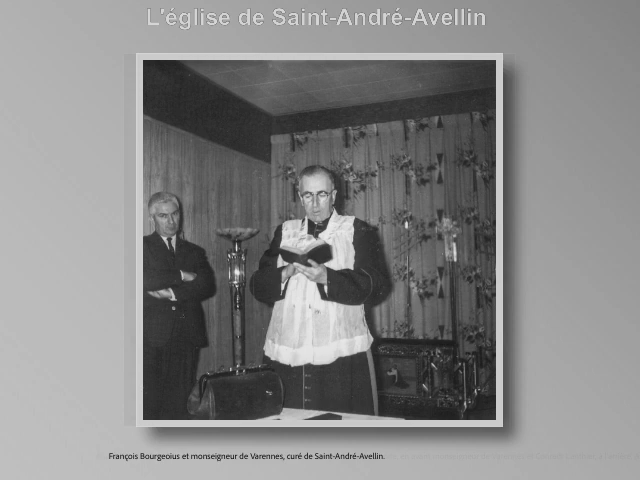 L'église de Saint-André-Avellin
François Bourgeoius et monseigneur de Varennes, curé de Saint-André-Avellin.